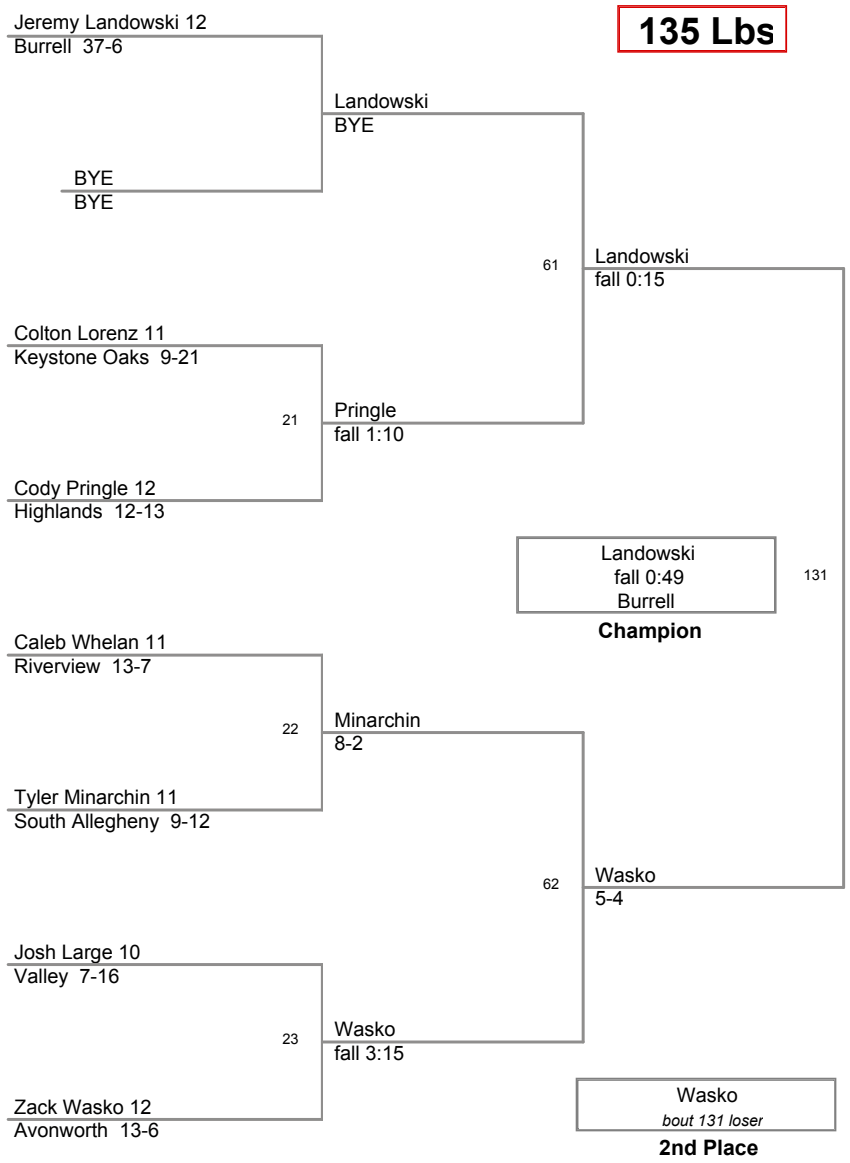 Jeremy Landowski 12
Burrell 37-6
135 Lbs
Landowski
BYE
BYE
BYE
61
Landowski
fall 0:15
Colton Lorenz 11
Keystone Oaks 9-21
21
Pringle
fall 1:10
Cody Pringle 12
Highlands 12-13
Landowski
fall 0:49
Burrell
Champion
131
Caleb Whelan 11
Riverview 13-7
22
Minarchin
8-2
Tyler Minarchin 11
South Allegheny 9-12
62
Wasko
5-4
Josh Large 10
Valley 7-16
23
Wasko
fall 3:15
Zack Wasko 12
Avonworth 13-6
Wasko
bout 131 loser
2nd Place